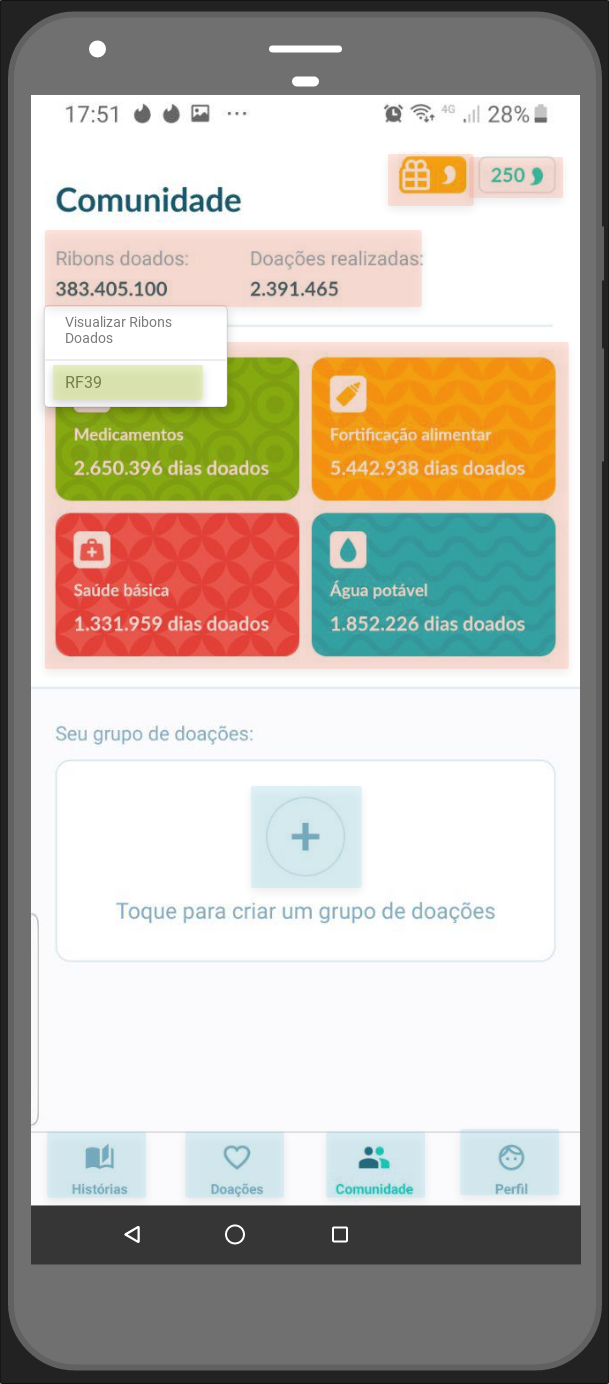 17:51
4G
28%
Comunidade
250
Ribons doados:
Doações realizadas:
383.405.100
2.391.465
Visualizar Ribons
Doados
RF39
Medicamentos
2.650.396 dias doados
Fortificação alimentar
5.442.938 dias doados
Saúde básica
1.331.959 dias doados
Água potável
1.852.226 dias doados
Seu grupo de doações:
Toque para criar um grupo de doações
Histórias
Doações
Comunidade
Perfil